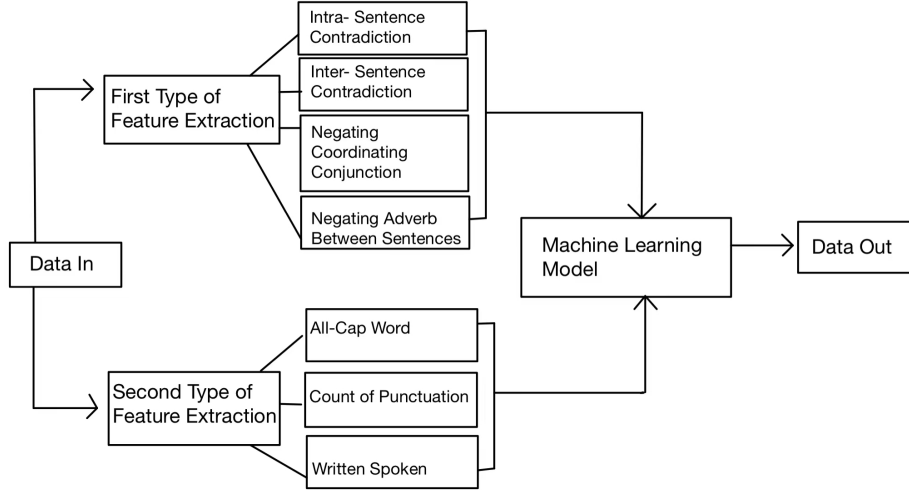 Intra- Sentence
Contradiction
Inter- Sentence
Contradiction
First Type of
Feature Extraction
Negating
Coordinating
Conjunction
Negating Adverb
Between Sentences
Data In
Machine Learning
Model
Data Out
All-Cap Word
Second Type of
Feature Extraction
Count of Punctuation
Written Spoken